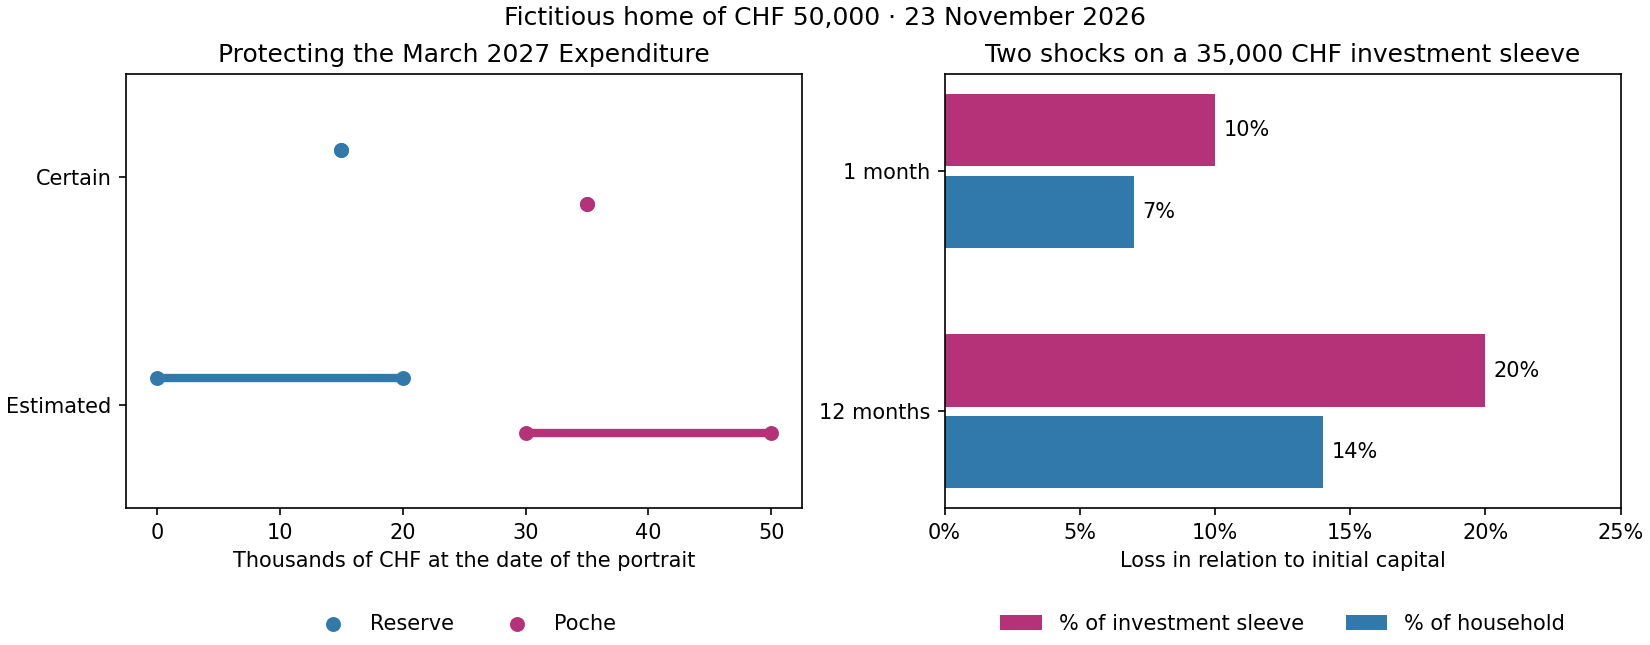 Fictitious home of CHF 50,000 · 23 November 2026
Protecting the March 2027 Expenditure
Certain
Estimated
0 10 20 30 40 50
Thousands of CHF at the date of the portrait
Reserve Poche
Two shocks on a 35,000 CHF investment sleeve
10%
1 month
7%
20%
12 months
14%
0% 5% 10% 15% 20% 25%
Loss in relation to initial capital
% of investment sleeve % of household